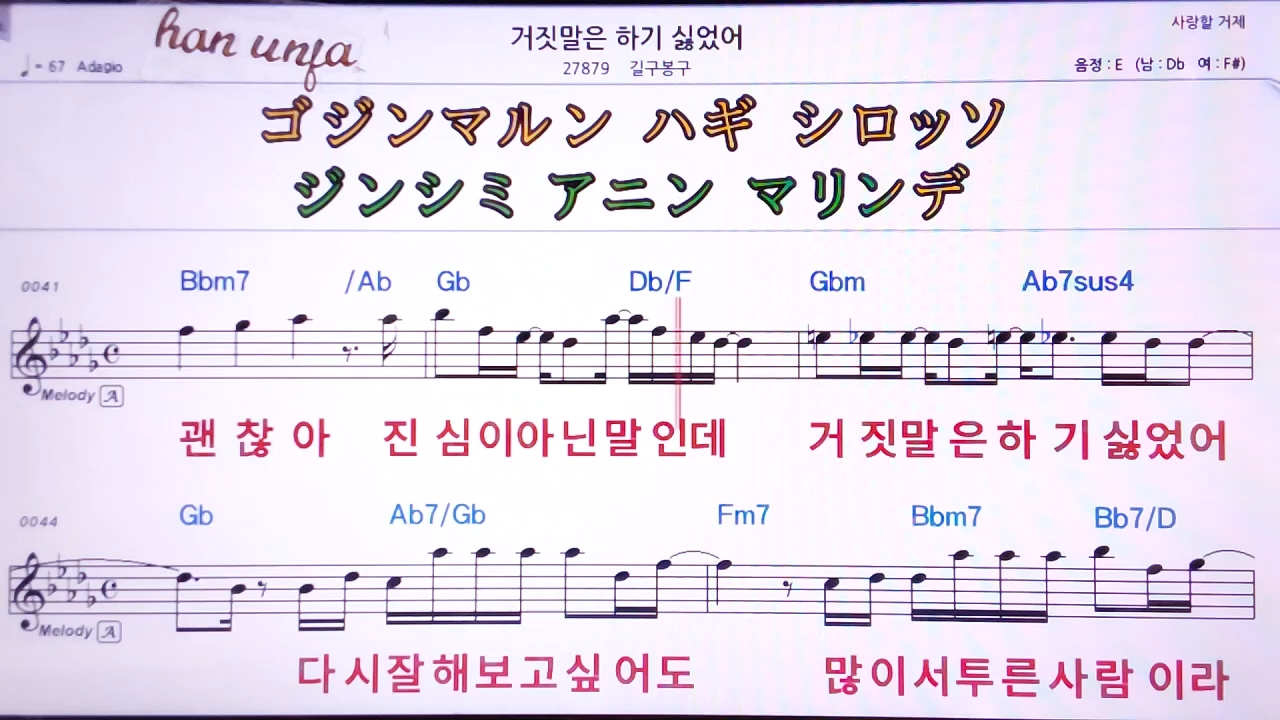 han unfa
거짓말은 하기 싫었어
사랑할 거제
♩= 67 Adagio
27879 길구봉구
음정 : E (남 : Db 여 : F#)
ゴジンマルン ハギ シロッソ
ジンシミ アニン マリンデ
0041 Bbm7 /Ab Gb Db/F Gbm Ab7sus4
Melody A
괜 찮 아 진 심이아닌말 인데 거 짓말 은 하 기 싫었어
0044 Gb Ab7/Gb Fm7 Bbm7 Bb7/D
Melody A
다시잘해보고싶 어도 많이서투른사람 이라